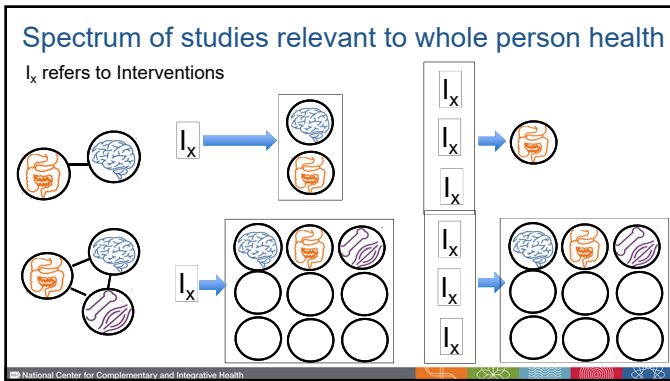 Spectrum of studies relevant to whole person health
Iₓ refers to Interventions
Iₓ
Iₓ
Iₓ
Iₓ
Iₓ
Iₓ
Iₓ
Iₓ
National Center for Complementary and Integrative Health